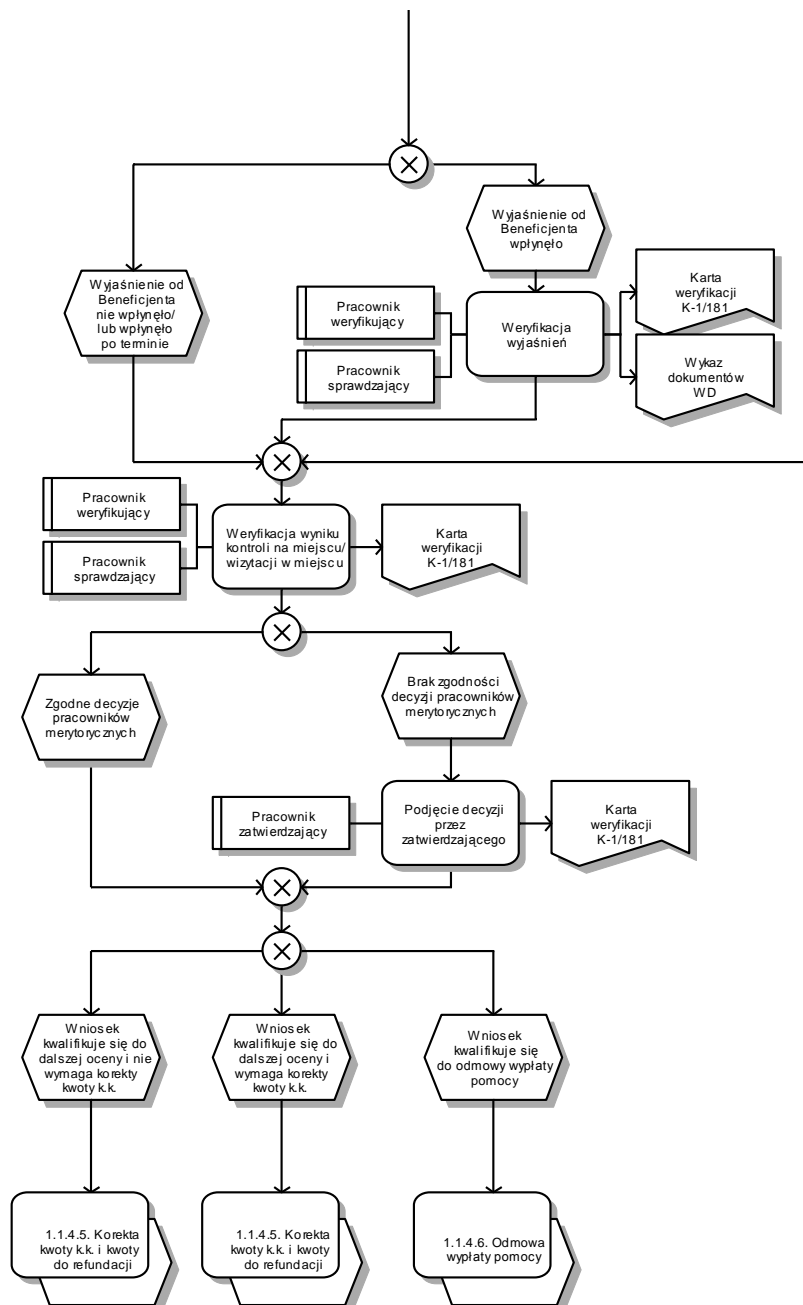 Wyjaśnienie od
Beneficjenta
wpłynęło
Wyjaśnienie od
Beneficjenta
nie wpłynęło/
lub wpłynęło
po terminie
Pracownik
weryfikujący
Pracownik
sprawdzający
Weryfikacja
wyjaśnień
Karta
weryfikacji
K-1/181
Wykaz
dokumentów
WD
Pracownik
weryfikujący
Pracownik
sprawdzający
Weryfikacja wyniku
kontroli na miejscu/
wizytacji w miejscu
Karta
weryfikacji
K-1/181
Zgodne decyzje
pracowników
merytorycznych
Brak zgodności
decyzji pracowników
merytorycznych
Pracownik
zatwierdzający
Podjęcie decyzji
przez
zatwierdzającego
Karta
weryfikacji
K-1/181
Wniosek
kwalifikuje się do
dalszej oceny i nie
wymaga korekty
kwoty k.k.
Wniosek
kwalifikuje się do
dalszej oceny i
wymaga korekty
kwoty k.k.
Wniosek
kwalifikuje się
do odmowy wypłaty
pomocy
1.1.4.5. Korekta
kwoty k.k. i kwoty
do refundacji
1.1.4.5. Korekta
kwoty k.k. i kwoty
do refundacji
1.1.4.6. Odmowa
wypłaty pomocy